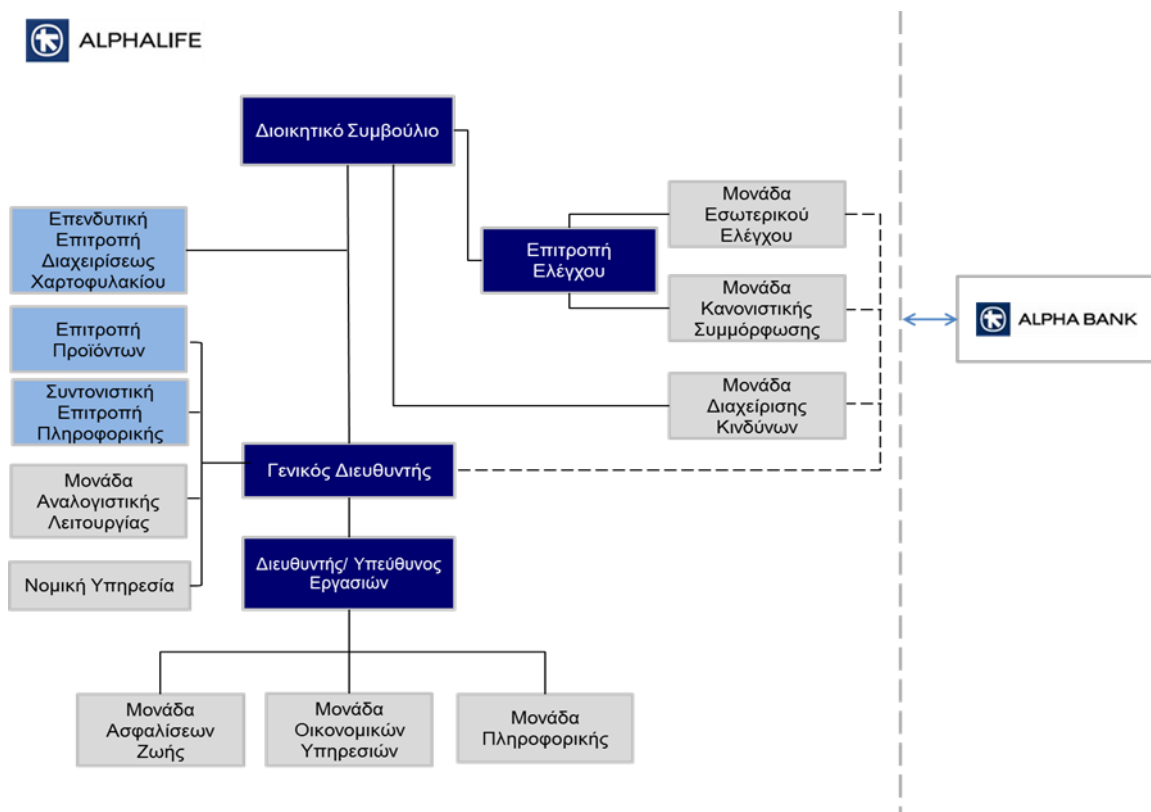 ALPHALIFE
Διοικητικό Συμβούλιο
Επενδυτική
Επιτροπή
Διαχειρίσεως
Χαρτοφυλακίου
Επιτροπή
Προϊόντων
Συντονιστική
Επιτροπή
Πληροφορικής
Μονάδα
Αναλογιστικής
Λειτουργίας
Νομική Υπηρεσία
Επιτροπή
Ελέγχου
Μονάδα
Εσωτερικού
Ελέγχου
Μονάδα
Κανονιστικής
Συμμόρφωσης
Μονάδα
Διαχείρισης
Κινδύνων
ALPHA BANK
Γενικός Διευθυντής
Διευθυντής/ Υπεύθυνος
Εργασιών
Μονάδα
Ασφαλίσεων
Ζωής
Μονάδα
Οικονομικών
Υπηρεσιών
Μονάδα
Πληροφορικής